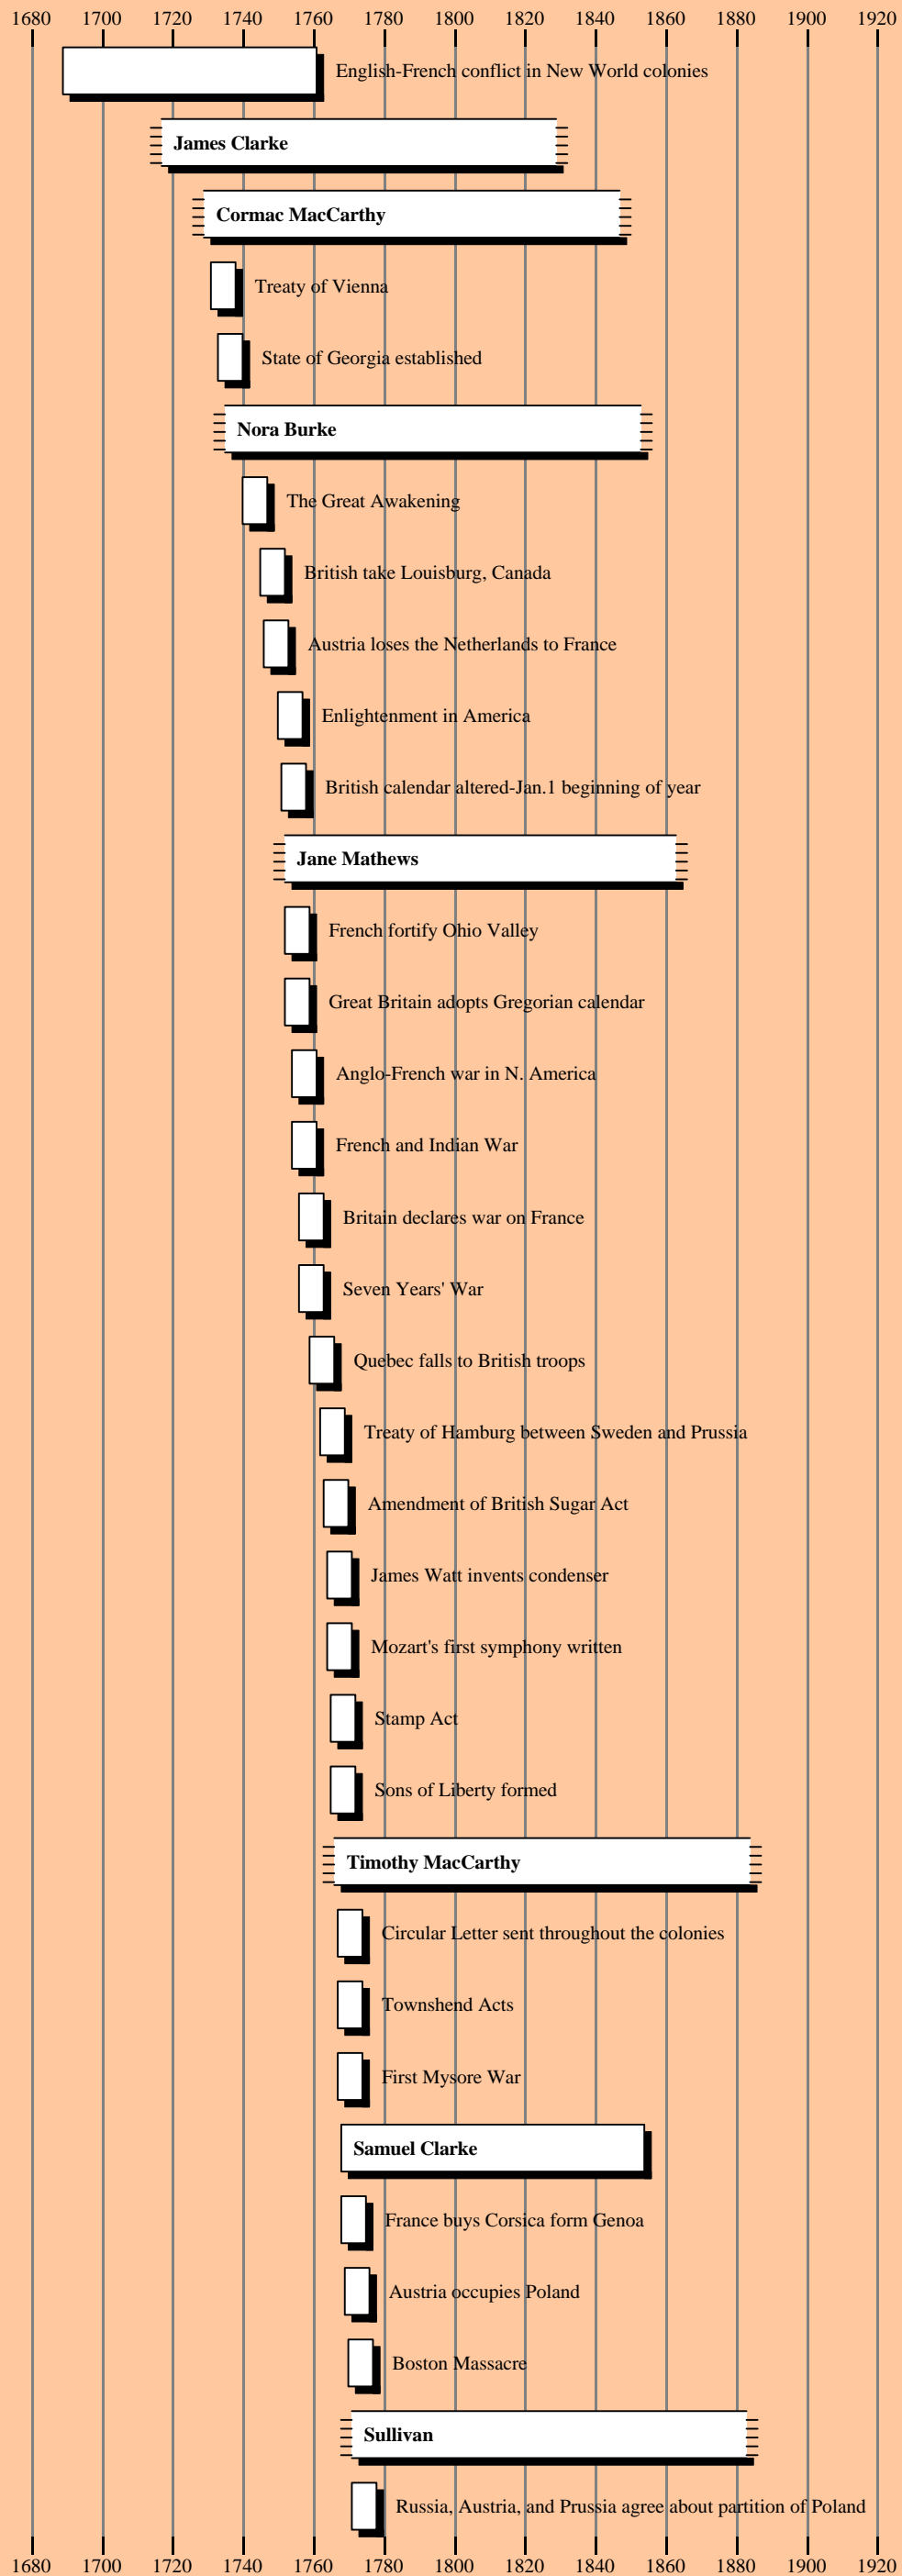 1680 1700 1720 1740 1760 1780 1800 1820 1840 1860 1880 1900 1920
English-French conflict in New World colonies
James Clarke
Cormac MacCarthy
Treaty of Vienna
State of Georgia established
Nora Burke
The Great Awakening
British take Louisburg, Canada
Austria loses the Netherlands to France
Enlightenment in America
British calendar altered-Jan.1 beginning of year
Jane Mathews
French fortify Ohio Valley
Great Britain adopts Gregorian calendar
Anglo-French war in N. America
French and Indian War
Britain declares war on France
Seven Years' War
Quebec falls to British troops
Treaty of Hamburg between Sweden and Prussia
Amendment of British Sugar Act
James Watt invents condenser
Mozart's first symphony written
Stamp Act
Sons of Liberty formed
Timothy MacCarthy
Circular Letter sent throughout the colonies
Townshend Acts
First Mysore War
Samuel Clarke
France buys Corsica form Genoa
Austria occupies Poland
Boston Massacre
Sullivan
Russia, Austria, and Prussia agree about partition of Poland
1680 1700 1720 1740 1760 1780 1800 1820 1840 1860 1880 1900 1920